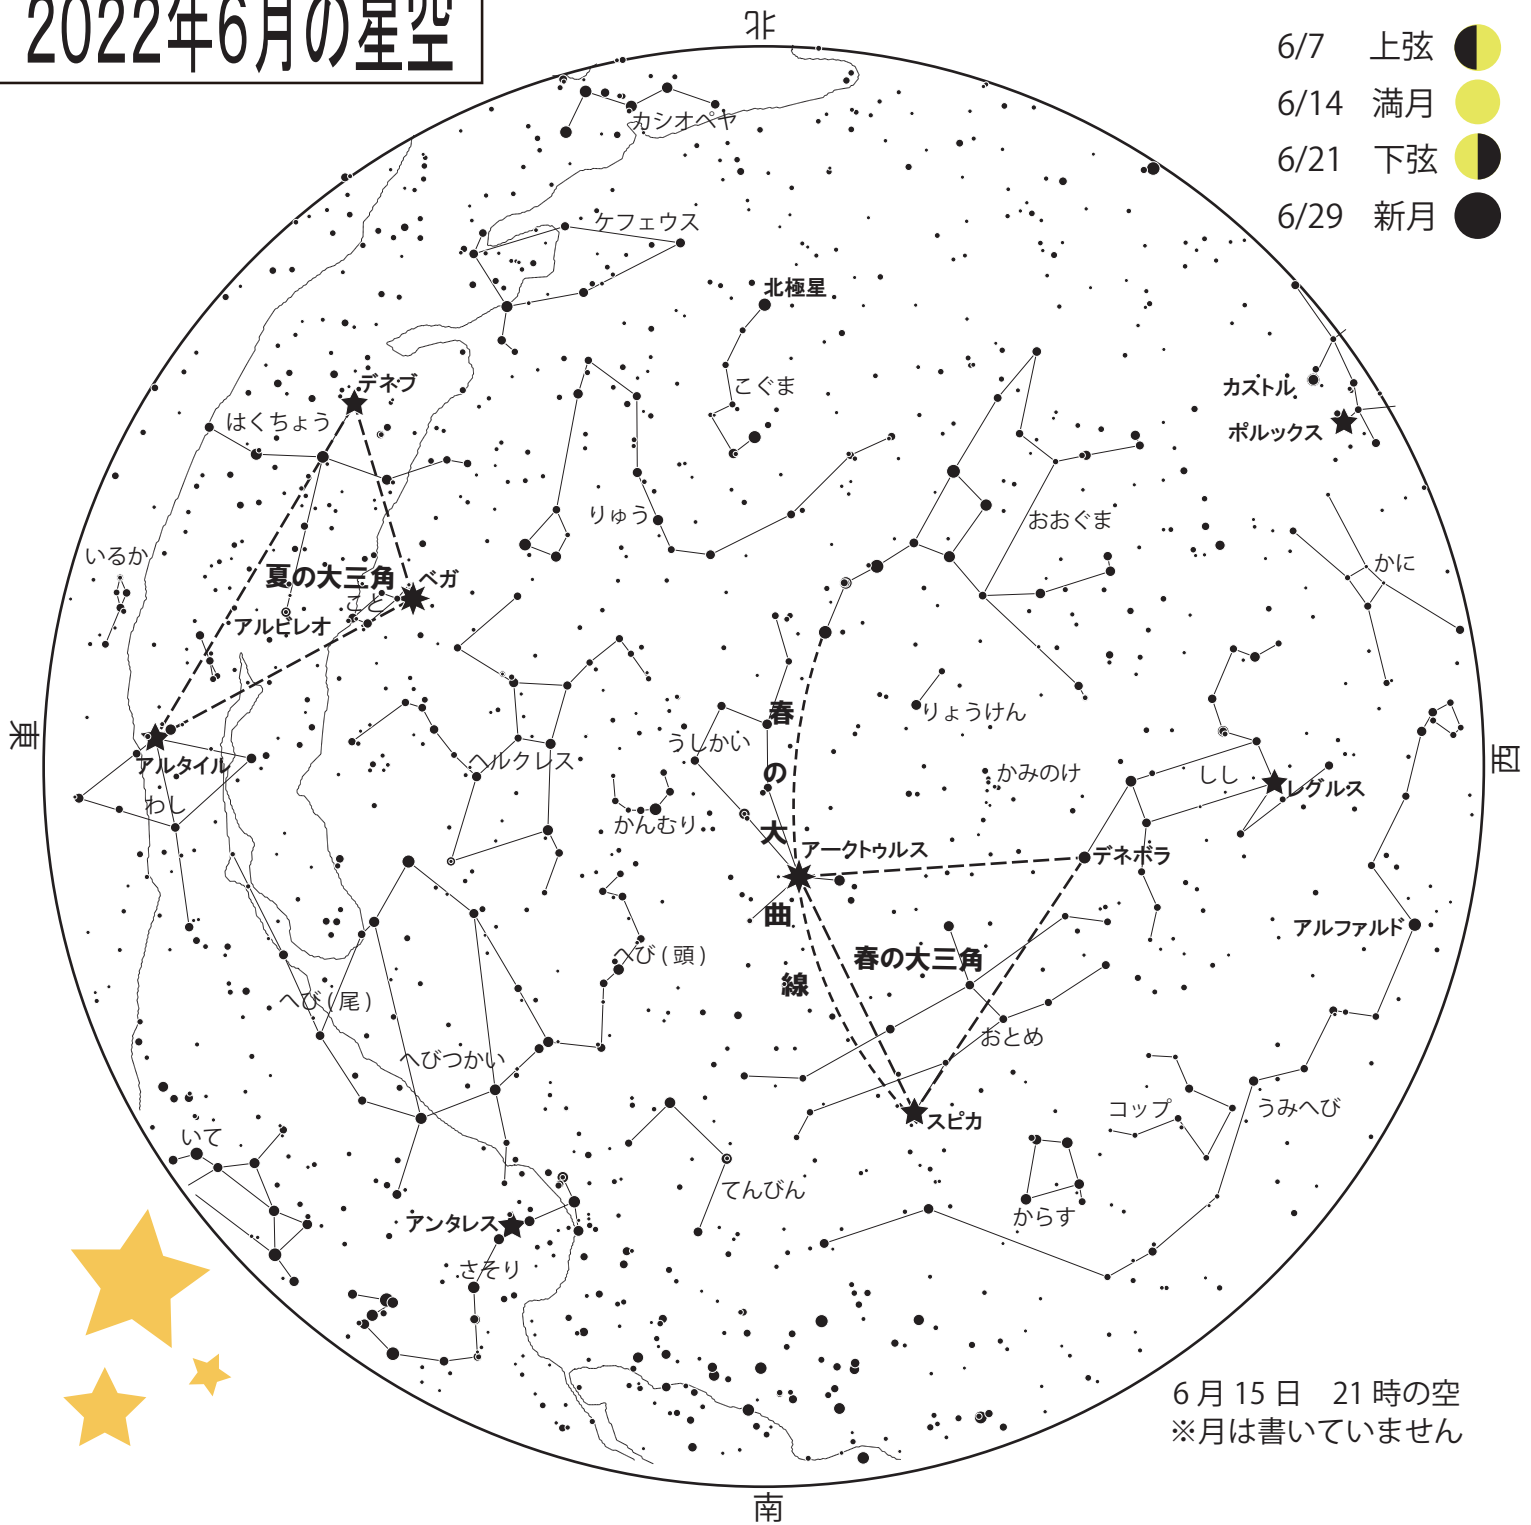 2022年6月の星空
北
6/7 上弦
6/14 満月
6/21 下弦
6/29 新月
カシオペヤ
ケフェウス
北極星
こぐま
カストル
ポルックス
デネブ
はくちょう
りゅう
おおぐま
かに
いるか
夏の大三角
ベガ
こと
アルビレオ
東
西
アルタイル
わし
ヘルクレス
うしかい
春の大曲線
りょうけん
かみのけ
しし
レグルス
かんむり
アークトゥルス
デネボラ
アルファルド
春の大三角
へび(頭)
へび(尾)
へびつかい
おとめ
スピカ
コップ
うみへび
いて
てんびん
からす
アンタレス
さそり
6月15日 21時の空
※月は書いていません
南